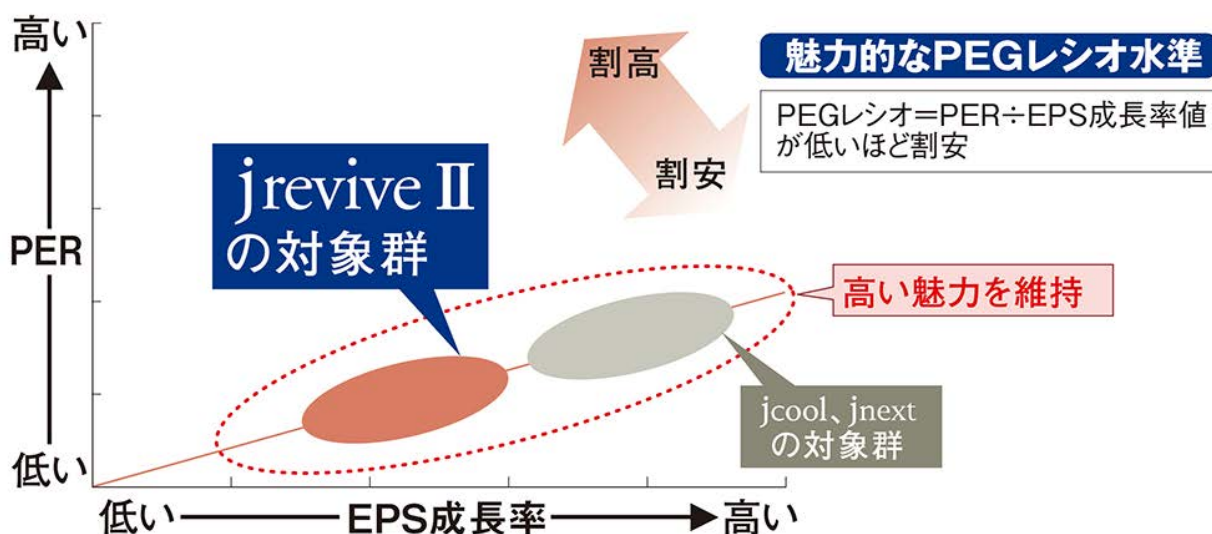 高い
割高
魅力的なPEGレシオ水準
PEGレシオ=PER÷EPS成長率値
が低いほど割安
割安
jrevive II
の対象群
PER
高い魅力を維持
jcool、jnext
の対象群
低い
低い
EPS成長率
高い